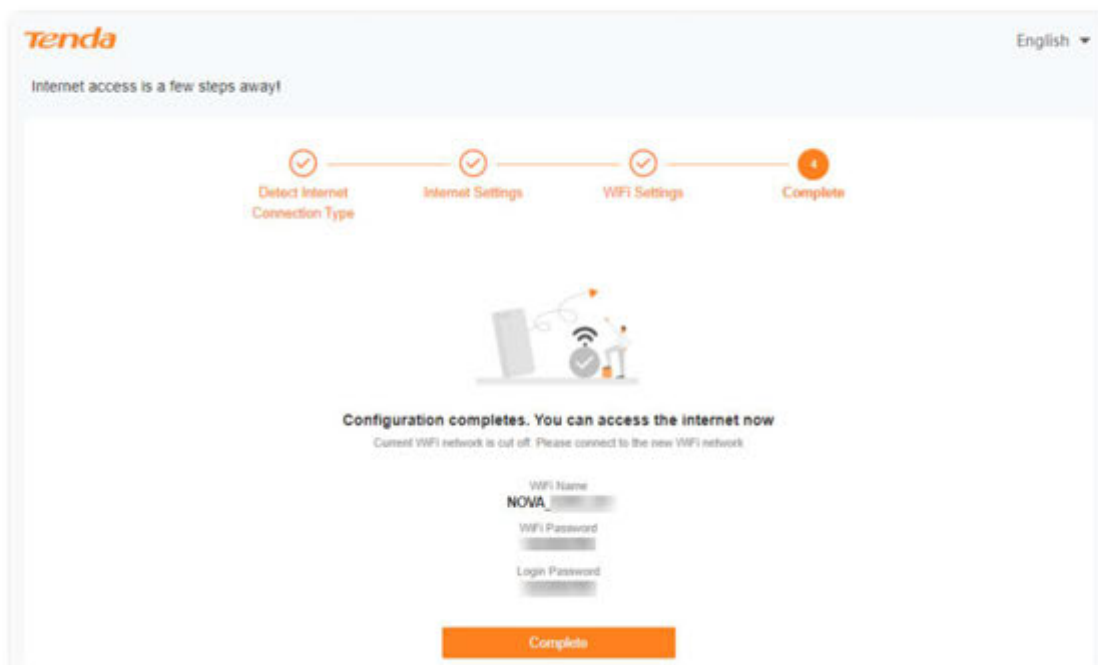 Tenda
English
Internet access is a few steps away!
4
Detect Internet
Connection Type
Internet Settings
WiFi Settings
Complete
Configuration completes. You can access the internet now
Current WiFi network is cut off. Please connect to the new WiFi network
WiFi Name
NOVA_
WiFi Password
Login Password
Complete